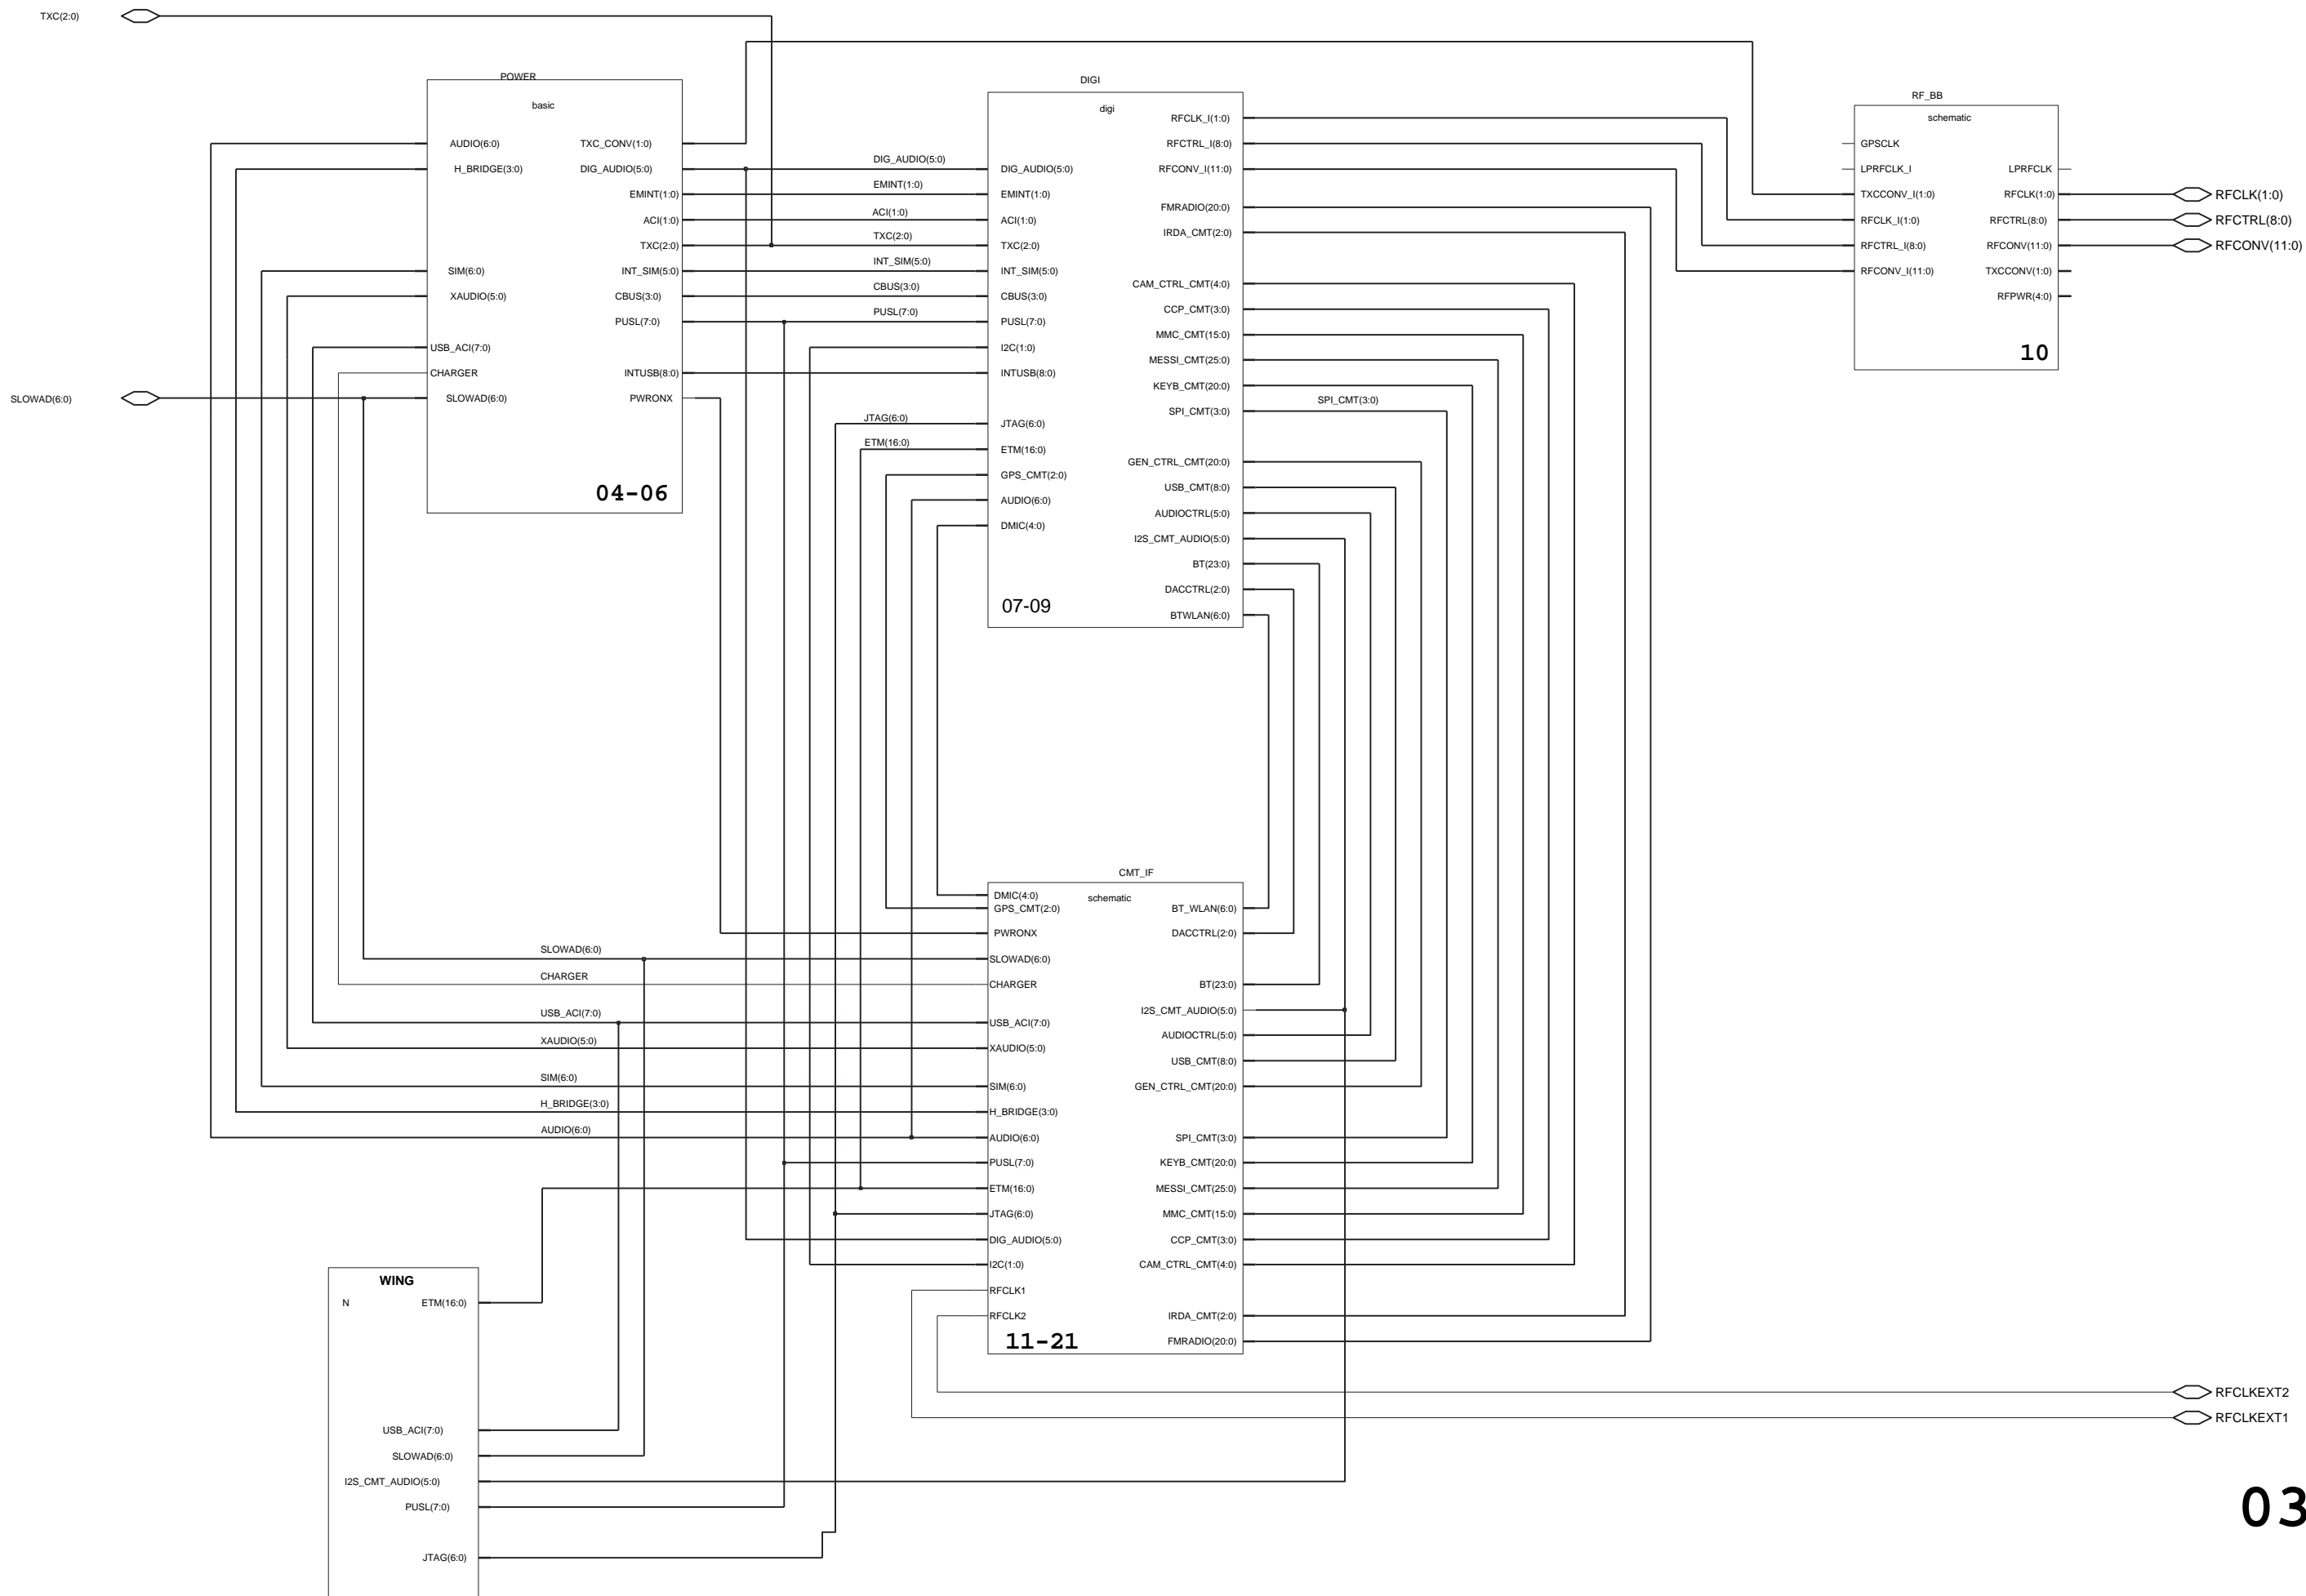 TXC(2:0)
SLOWAD(6:0)
POWER
basic
AUDIO(6:0)
H_BRIDGE(3:0)
SIM(6:0)
XAUDIO(5:0)
USB_ACI(7:0)
CHARGER
SLOWAD(6:0)
TXC_CONV(1:0)
DIG_AUDIO(5:0)
EMINT(1:0)
ACI(1:0)
TXC(2:0)
INT_SIM(5:0)
CBUS(3:0)
PUSL(7:0)
INTUSB(8:0)
PWRONX
04-06
DIG_AUDIO(5:0)
EMINT(1:0)
ACI(1:0)
TXC(2:0)
INT_SIM(5:0)
CBUS(3:0)
PUSL(7:0)
JTAG(6:0)
ETM(16:0)
DIGI
digi
DIG_AUDIO(5:0)
EMINT(1:0)
ACI(1:0)
TXC(2:0)
INT_SIM(5:0)
CBUS(3:0)
PUSL(7:0)
I2C(1:0)
INTUSB(8:0)
JTAG(6:0)
ETM(16:0)
GPS_CMT(2:0)
AUDIO(6:0)
DMIC(4:0)
RFCLK_I(1:0)
RFCTRL_I(8:0)
RFCONV_I(11:0)
FMRADIO(20:0)
IRDA_CMT(2:0)
CAM_CTRL_CMT(4:0)
CCP_CMT(3:0)
MMC_CMT(15:0)
MESSI_CMT(25:0)
KEYB_CMT(20:0)
SPI_CMT(3:0)
GEN_CTRL_CMT(20:0)
USB_CMT(8:0)
AUDIOCTRL(5:0)
I2S_CMT_AUDIO(5:0)
BT(23:0)
DACCTRL(2:0)
BTWLAN(6:0)
07-09
SPI_CMT(3:0)
RF_BB
schematic
GPSCLK
LPRFCLK_I
TXCCONV_I(1:0)
RFCLK_I(1:0)
RFCTRL_I(8:0)
RFCONV_I(11:0)
LPRFCLK
RFCLK(1:0)
RFCTRL(8:0)
RFCONV(11:0)
TXCCONV(1:0)
RFPWR(4:0)
10
RFCLK(1:0)
RFCTRL(8:0)
RFCONV(11:0)
SLOWAD(6:0)
CHARGER
USB_ACI(7:0)
XAUDIO(5:0)
SIM(6:0)
H_BRIDGE(3:0)
AUDIO(6:0)
CMT_IF
schematic
DMIC(4:0)
GPS_CMT(2:0)
PWRONX
SLOWAD(6:0)
CHARGER
USB_ACI(7:0)
XAUDIO(5:0)
SIM(6:0)
H_BRIDGE(3:0)
AUDIO(6:0)
PUSL(7:0)
ETM(16:0)
JTAG(6:0)
DIG_AUDIO(5:0)
I2C(1:0)
RFCLK1
RFCLK2
BT_WLAN(6:0)
DACCTRL(2:0)
BT(23:0)
I2S_CMT_AUDIO(5:0)
AUDIOCTRL(5:0)
USB_CMT(8:0)
GEN_CTRL_CMT(20:0)
SPI_CMT(3:0)
KEYB_CMT(20:0)
MESSI_CMT(25:0)
MMC_CMT(15:0)
CCP_CMT(3:0)
CAM_CTRL_CMT(4:0)
IRDA_CMT(2:0)
FMRADIO(20:0)
11-21
WING
N
ETM(16:0)
USB_ACI(7:0)
SLOWAD(6:0)
I2S_CMT_AUDIO(5:0)
PUSL(7:0)
JTAG(6:0)
RFCLKEXT2
RFCLKEXT1
03